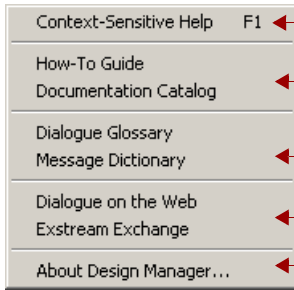 Context-Sensitive Help F1
How-To Guide
Documentation Catalog
Dialogue Glossary
Message Dictionary
Dialogue on the Web
Exstream Exchange
About Design Manager...